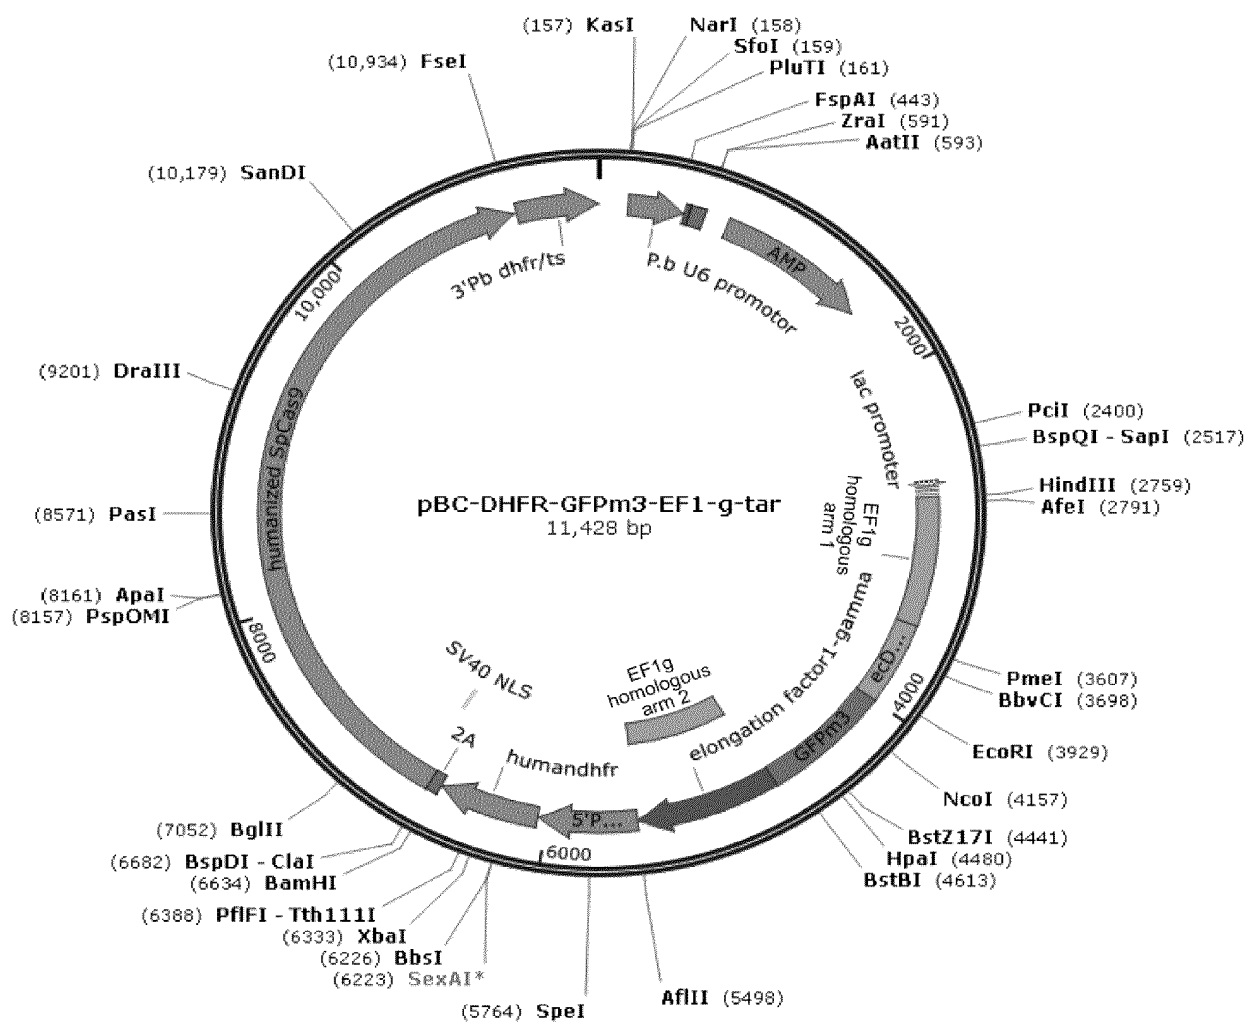 (157) KasI
NarI (158)
SfoI (159)
PluTI (161)
(10,934) FseI
FspAI (443)
ZraI (591)
AatII (593)
(10,179) SanDI
3'Pb dhfr/ts
P.b U6 promotor
AMP
10,000
2000
(9201) DraIII
lac promoter
PciI (2400)
BspQI - SapI (2517)
humanized SpCas9
HindIII (2759)
AfeI (2791)
pBC-DHFR-GFPm3-EF1-g-tar
11,428 bp
EF1g
homologous
arm 1
(8571) PasI
(8161) ApaI
(8157) PspOMI
8000
elongation factor1-gamma
ecD...
SV40 NLS
EF1g
homologous
arm 2
PmeI (3607)
BbvCI (3698)
4000
GFPm3
EcoRI (3929)
2A
humandhfr
NcoI (4157)
5'P...
6000
(7052) BglII
BstZ17I (4441)
HpaI (4480)
BstBI (4613)
(6682) BspDI - ClaI
(6634) BamHI
(6388) PflFI - Tth111I
(6333) XbaI
(6226) BbsI
(6223) SexAI*
(5764) SpeI
AflII (5498)